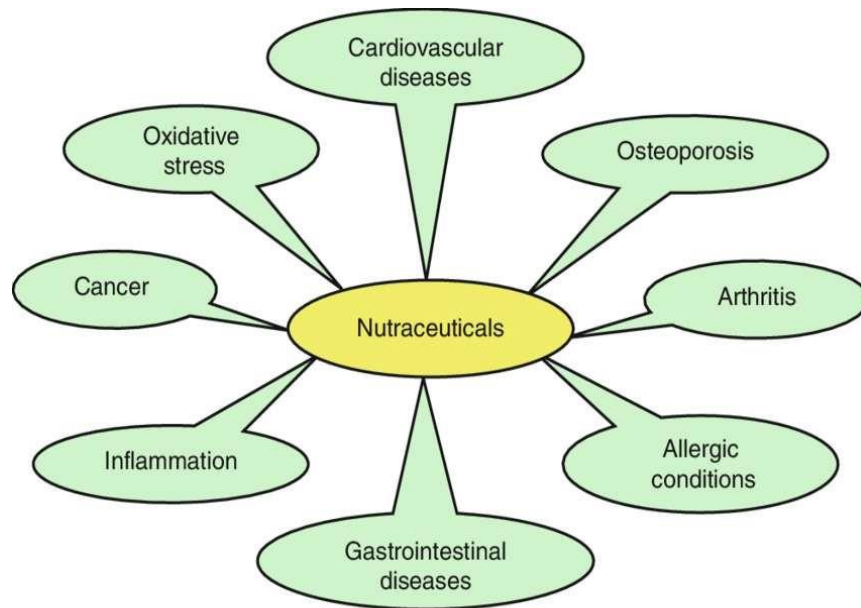 Cardiovascular
diseases
Oxidative
stress
Osteoporosis
Cancer
Arthritis
Nutraceuticals
Inflammation
Allergic
conditions
Gastrointestinal
diseases